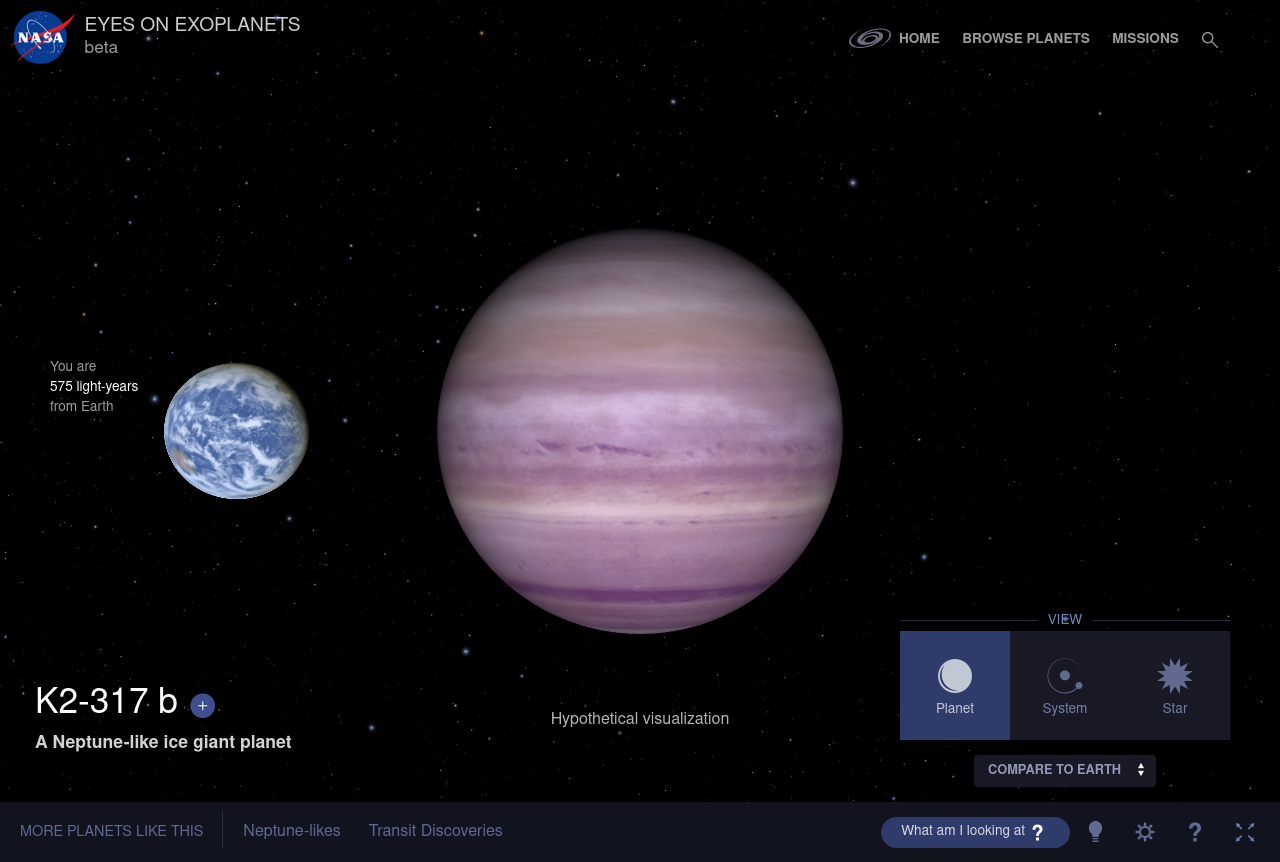 NASA
EYES ON EXOPLANETS
beta
HOME
BROWSE PLANETS
MISSIONS
You are
575 light-years
from Earth
VIEW
Planet
System
Star
K2-317 b +
A Neptune-like ice giant planet
Hypothetical visualization
COMPARE TO EARTH
MORE PLANETS LIKE THIS
Neptune-likes
Transit Discoveries
What am I looking at ?
?